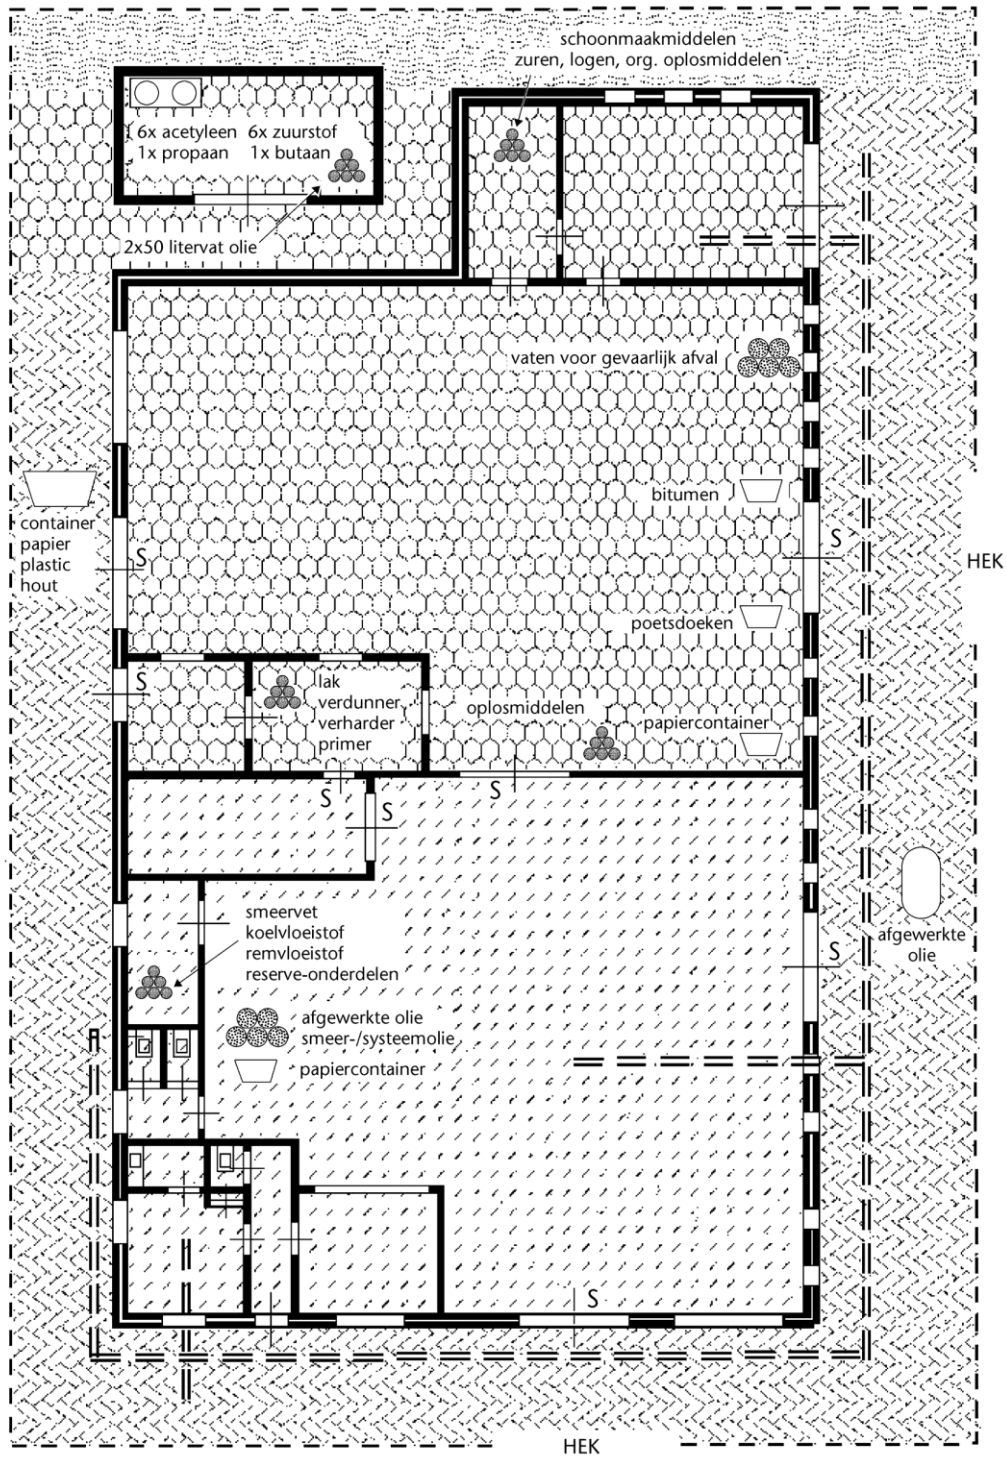 schoonmaakmiddelen
zuren, logen, org. oplosmiddelen
6x acetyleen 6x zuurstof
1x propaan 1x butaan
2x50 litervat olie
vaten voor gevaarlijk afval
bitumen
container
papier
plastic
hout
S
S
HEK
poetsdoeken
S
lak
verdunner
verharder
primer
oplosmiddelen
papiercontainer
S
S
S
smeervet
koelvloeistof
remvloeistof
reserve-onderdelen
afgewerkte
olie
S
afgewerkte olie
smeer-/systeemolie
papiercontainer
S
HEK